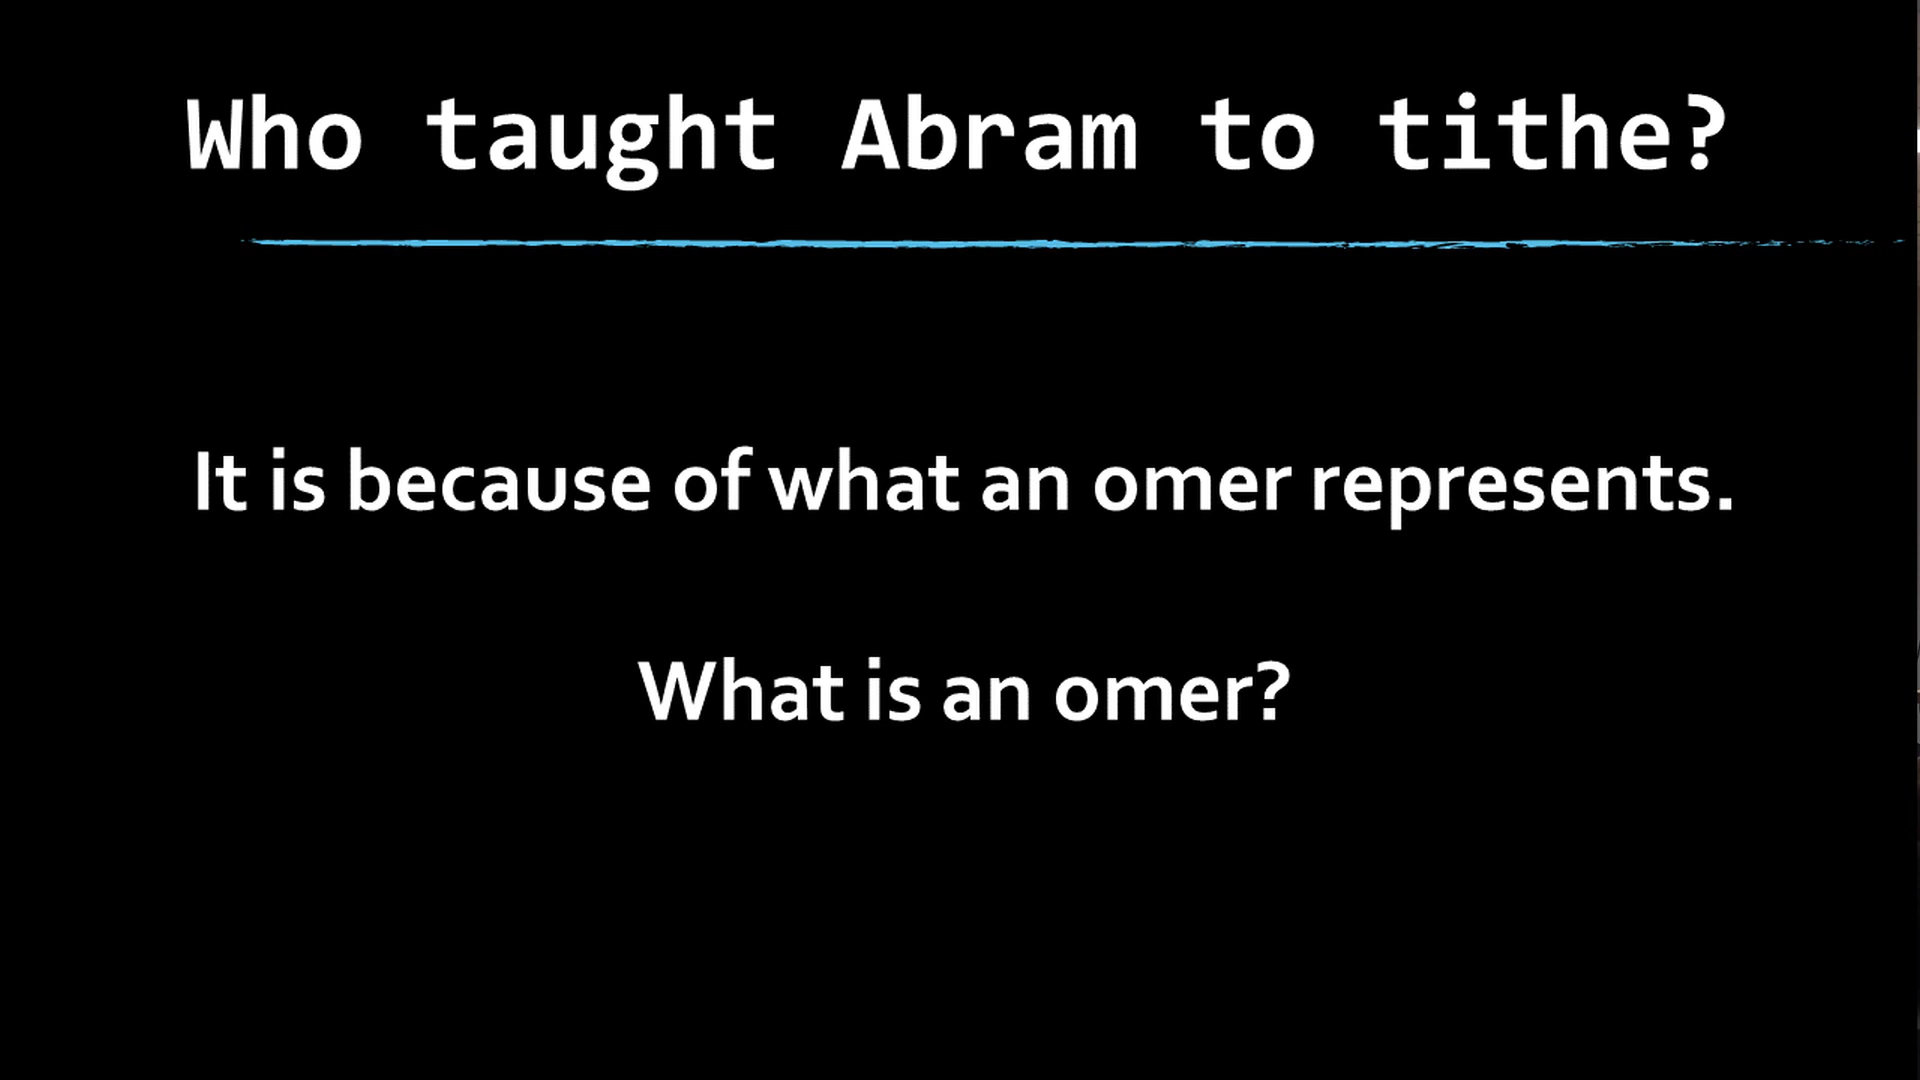 Who taught Abram to tithe?
It is because of what an omer represents.
What is an omer?